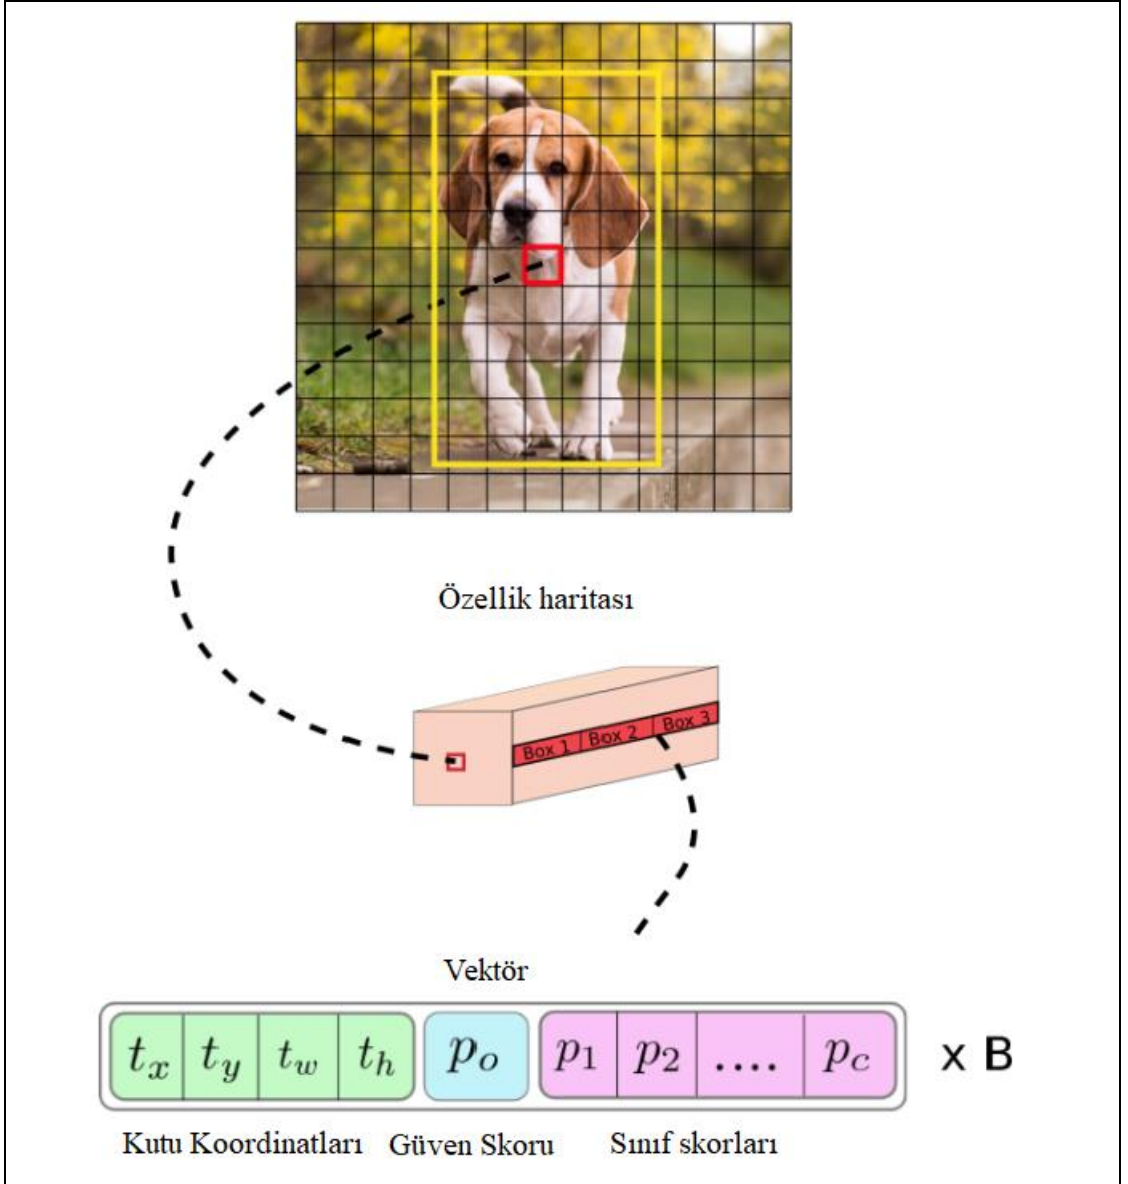 Özellik haritası
Box 1 Box 2 Box 3
Vektör
t_x t_y t_w t_h p_o p_1 p_2 .... p_c x B
Kutu Koordinatları Güven Skoru Sınıf skorları